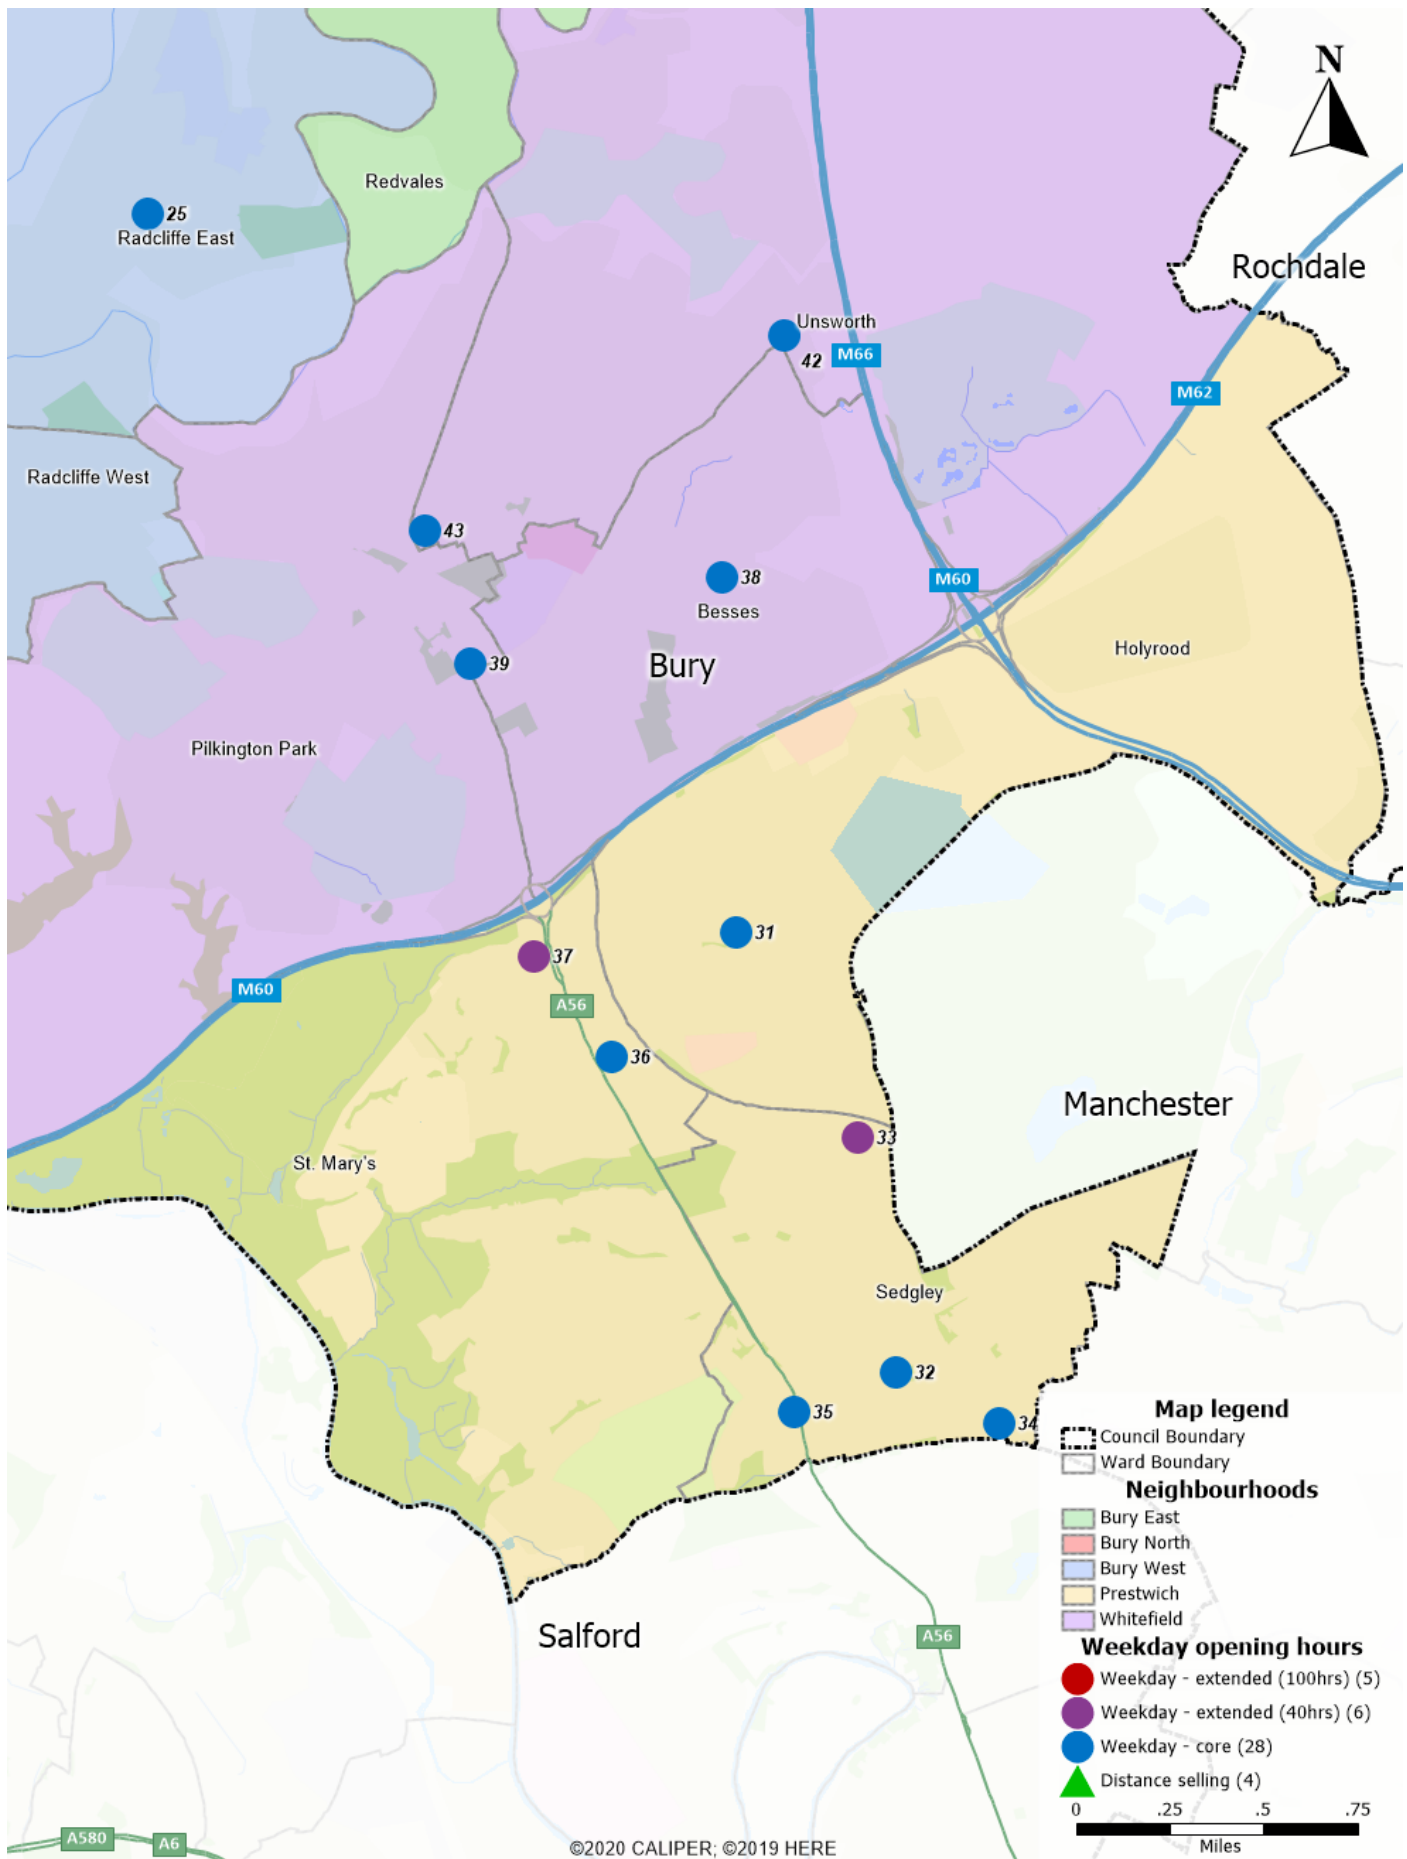 N
Redvales
25
Radcliffe East
Rochdale
Unsworth
42
M66
M62
Radcliffe West
43
38
M60
Besses
Holyrood
39
Bury
Pilkington Park
31
37
M60
A56
36
Manchester
33
St. Mary's
Sedgley
32
35
34
Map legend
Council Boundary
Ward Boundary
Neighbourhoods
Bury East
Bury North
Bury West
Prestwich
Whitefield
Salford
A56
Weekday opening hours
Weekday - extended (100hrs) (5)
Weekday - extended (40hrs) (6)
Weekday - core (28)
Distance selling (4)
0 .25 .5 .75
Miles
A580
A6
©2020 CALIPER; ©2019 HERE